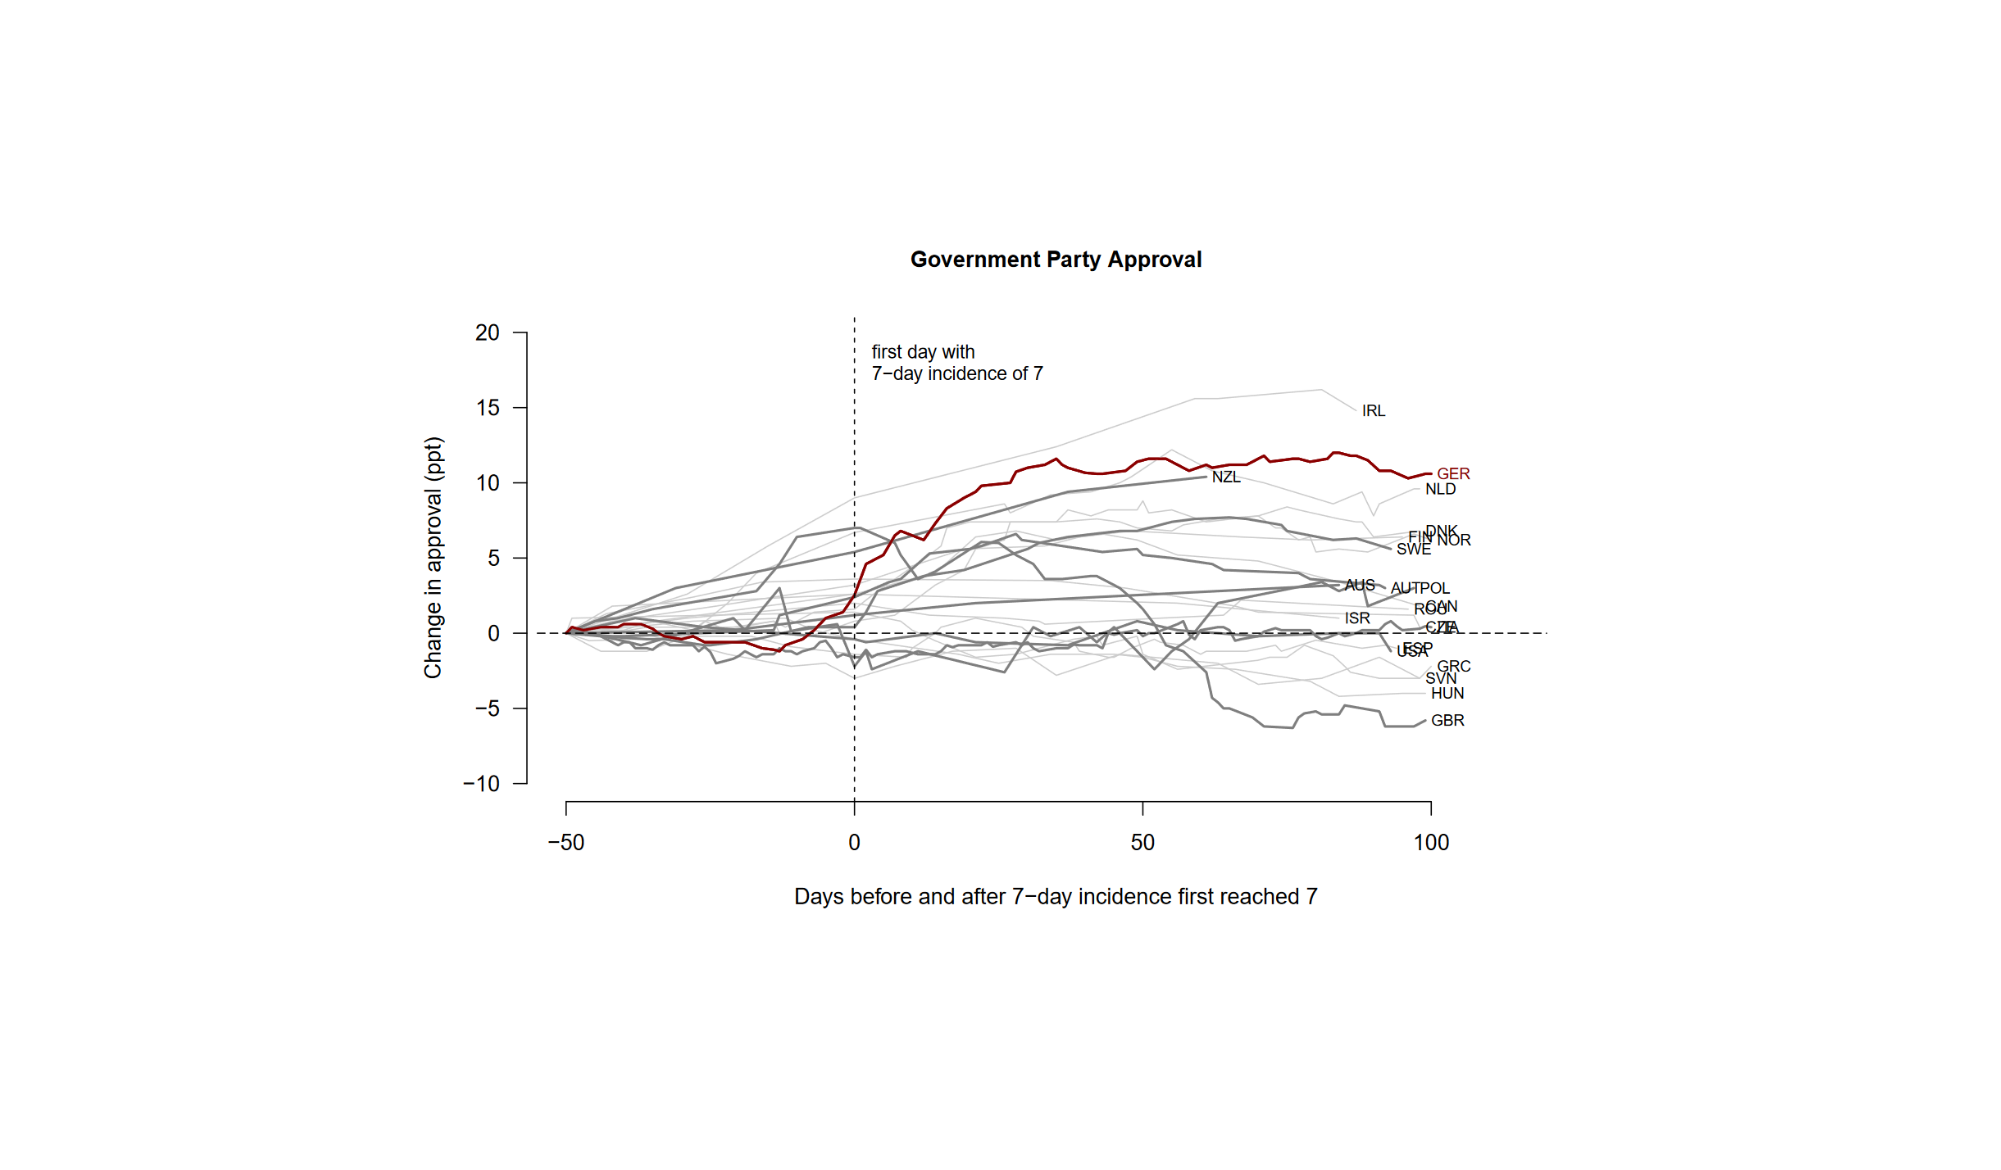 Government Party Approval
20
15
10
5
0
−5
−10
Change in approval (ppt)
first day with
7−day incidence of 7
IRL
GER
NZL
NLD
DNK
FIN
NOR
SWE
AUS
AUT
POL
CAN
ROU
ISR
CZE
ITA
ESP
USA
GRC
SVN
HUN
GBR
−50
0
50
100
Days before and after 7−day incidence first reached 7